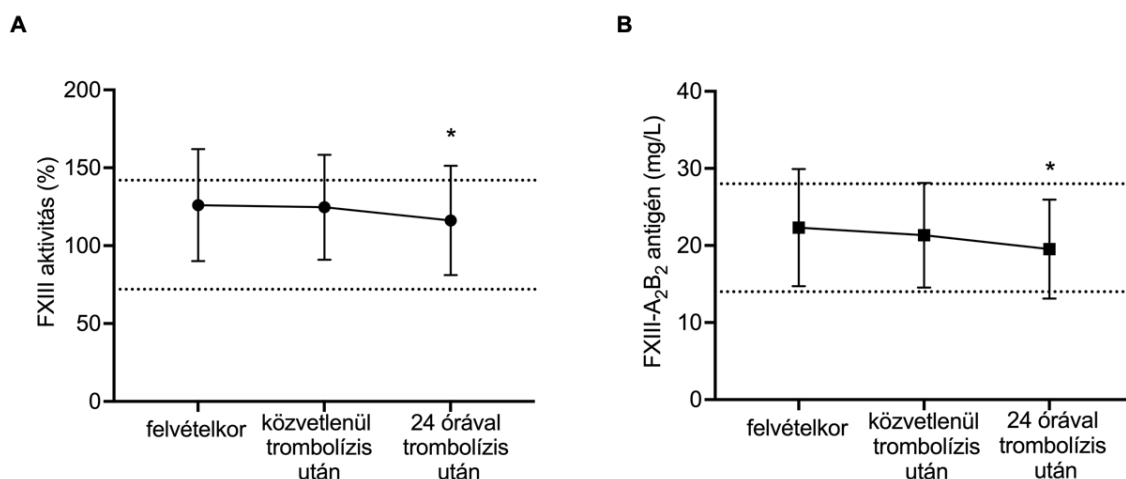 A
FXIII aktivitás (%)
200
150
100
50
0
*
felvételkor
közvetlenül
trombolízis
után
24 órával
trombolízis
után
B
FXIII-A₂B₂ antigén (mg/L)
40
30
20
10
0
*
felvételkor
közvetlenül
trombolízis
után
24 órával
trombolízis
után